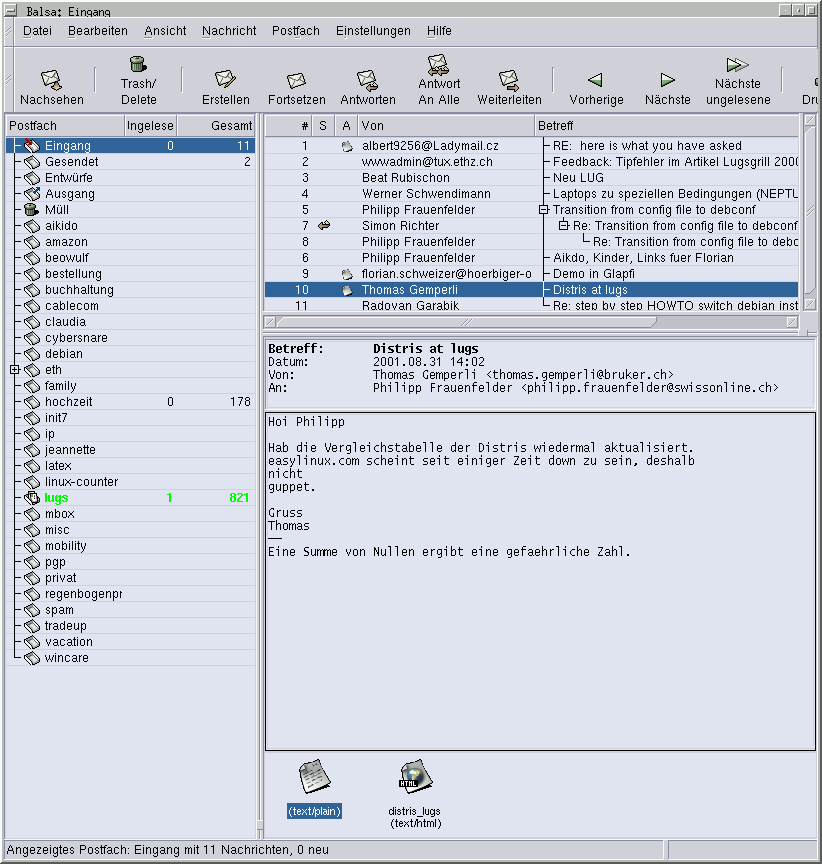 Balsa: Eingang
Datei Bearbeiten Ansicht Nachricht Postfach Einstellungen Hilfe
Nachsehen Trash/ Delete Erstellen Fortsetzen Antworten Antwort An Alle Weiterleiten Vorherige Nächste Nächste ungelesene Dru
Postfach Ingelese Gesamt
Eingang 0 11
Gesendet 2
Entwürfe
Ausgang
Müll
aikido
amazon
beowulf
bestellung
buchhaltung
cablecom
claudia
cybersnare
debian
eth
family
hochzeit 0 178
init7
ip
jeannette
latex
linux-counter
lugs 1 821
mbox
misc
mobility
pgp
privat
regenbogenpr
spam
tradeup
vacation
wincare
# S A Von Betreff
1 albert9256@Ladymail.cz RE: here is what you have asked
2 wwwadmin@tux.ethz.ch Feedback: Tipfehler im Artikel Lugsgrill 2000
3 Beat Rubischon Neu LUG
4 Werner Schwendimann Laptops zu speziellen Bedingungen (NEPTU
5 Philipp Frauenfelder Transition from config file to debconf
7 Simon Richter Re: Transition from config file to debconf
8 Philipp Frauenfelder Re: Transition from config file to debc
6 Philipp Frauenfelder Aikdo, Kinder, Links fuer Florian
9 florian.schweizer@hoerbiger-o Demo in Glapfi
10 Thomas Gemperli Distris at lugs
11 Radovan Garabik Re: step by step HOWTO switch debian inst
Betreff: Distris at lugs
Datum: 2001.08.31 14:02
Von: Thomas Gemperli <thomas.gemperli@bruker.ch>
An: Philipp Frauenfelder <philipp.frauenfelder@swissonline.ch>
Hoi Philipp
Hab die Vergleichstabelle der Distris wiedermal aktualisiert.
easylinux.com scheint seit einiger Zeit down zu sein, deshalb
nicht
guppet.
Gruss
Thomas
——
Eine Summe von Nullen ergibt eine gefaehrliche Zahl.
HTML
(text/plain) distris_lugs
(text/html)
Angezeigtes Postfach: Eingang mit 11 Nachrichten, 0 neu